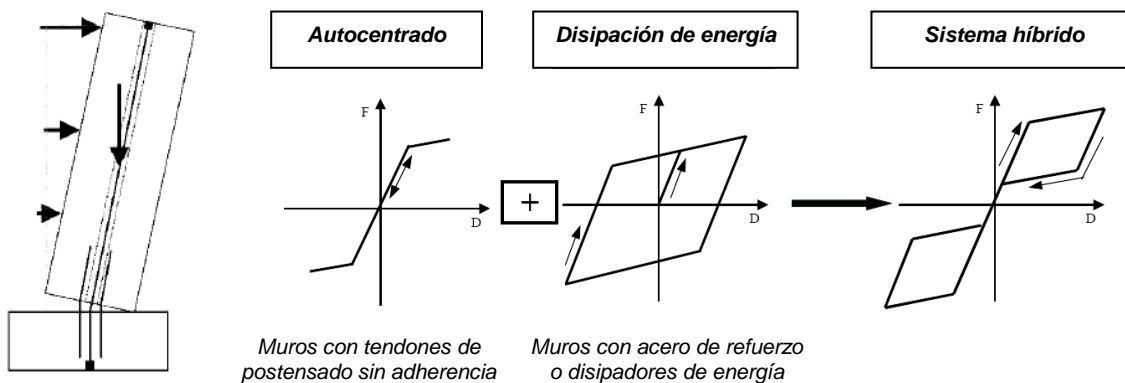 Autocentrado
Disipación de energía
Sistema híbrido
F
D
+
F
D
F
D
Muros con tendones de
postensado sin adherencia
Muros con acero de refuerzo
o disipadores de energía